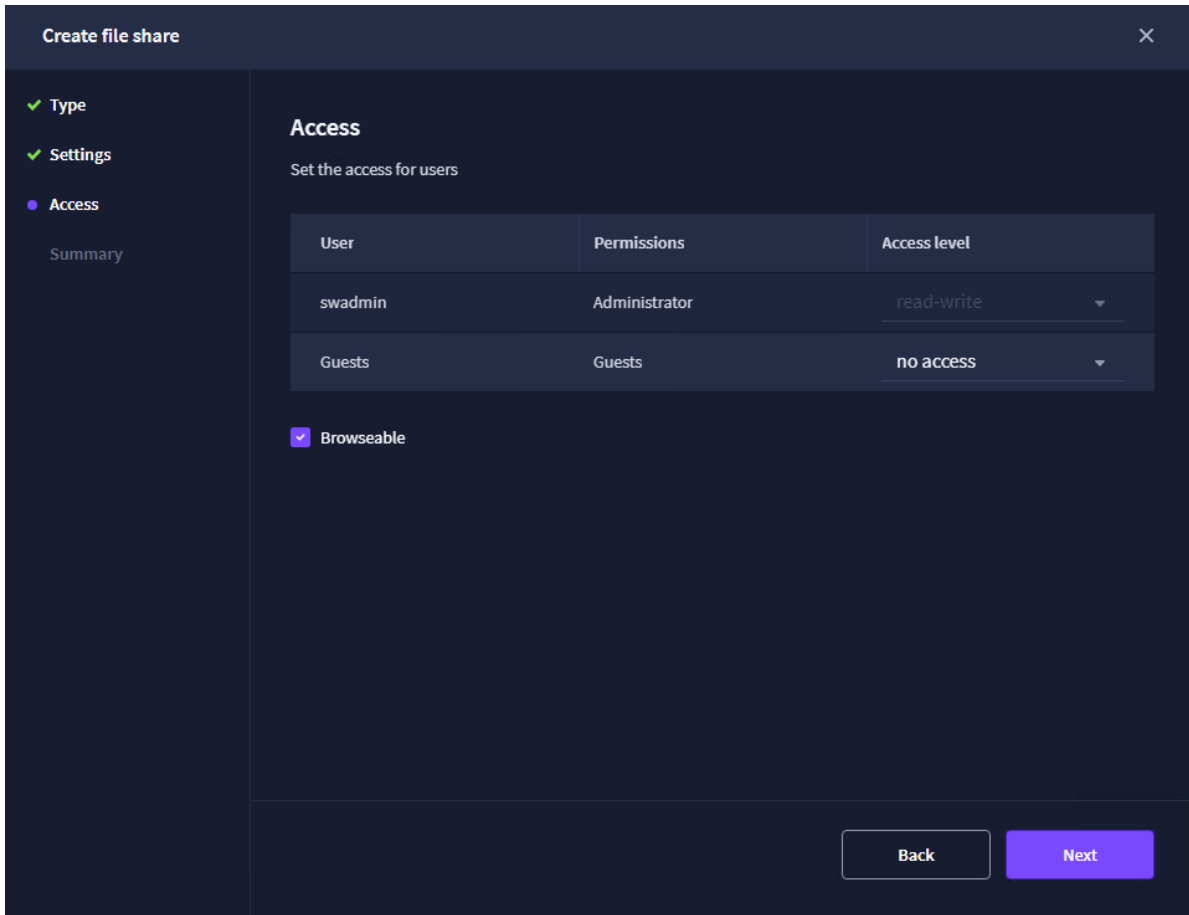 Create file share
Type
Settings
Access
Summary
Access
Set the access for users
User Permissions Access level
swadmin Administrator read-write
Guests Guests no access
Browseable
Back Next